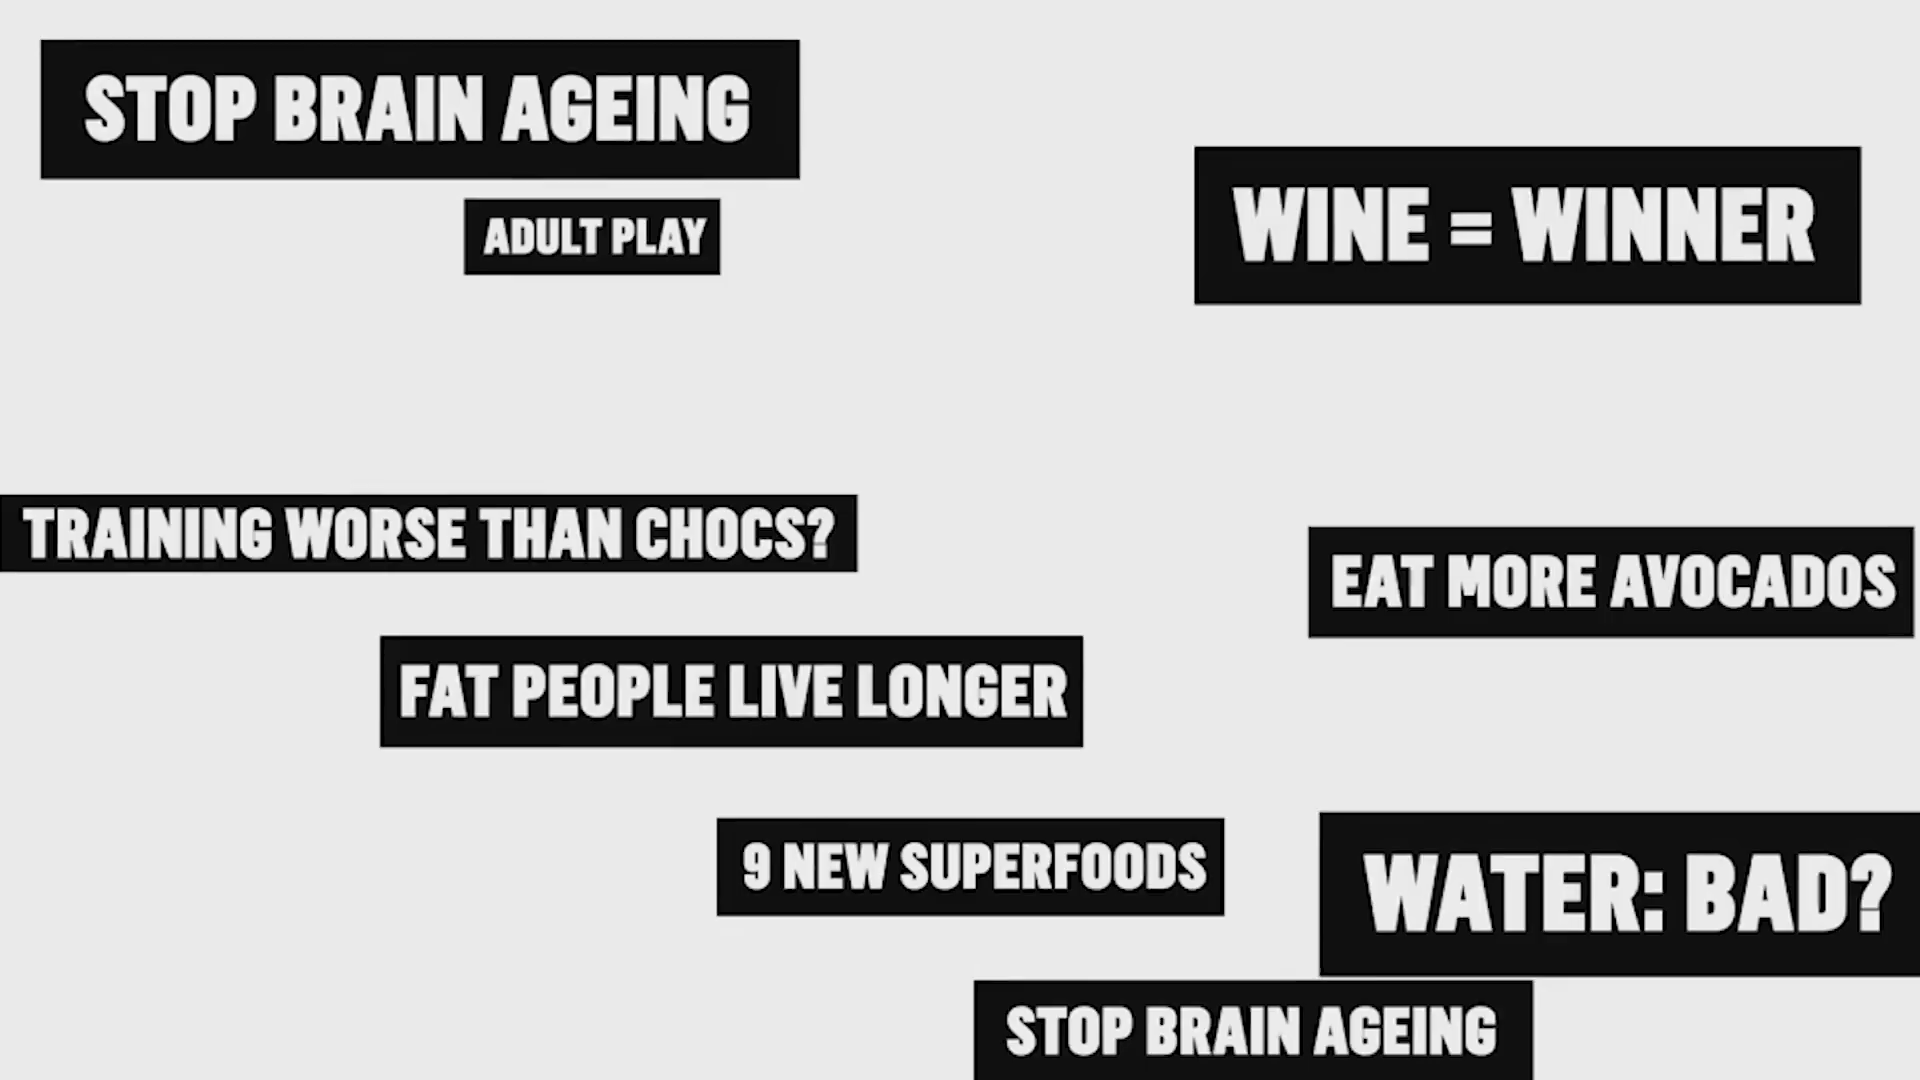 STOP BRAIN AGEING
ADULT PLAY
WINE = WINNER
TRAINING WORSE THAN CHOCS?
EAT MORE AVOCADOS
FAT PEOPLE LIVE LONGER
9 NEW SUPERFOODS
WATER: BAD?
STOP BRAIN AGEING